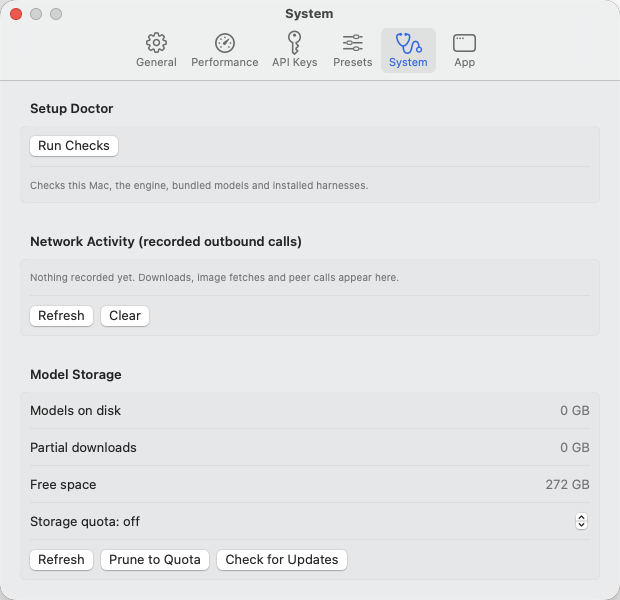 System
General
Performance
API Keys
Presets
System
App
Setup Doctor
Run Checks
Checks this Mac, the engine, bundled models and installed harnesses.
Network Activity (recorded outbound calls)
Nothing recorded yet. Downloads, image fetches and peer calls appear here.
Refresh Clear
Model Storage
Models on disk 0 GB
Partial downloads 0 GB
Free space 272 GB
Storage quota: off
Refresh Prune to Quota Check for Updates